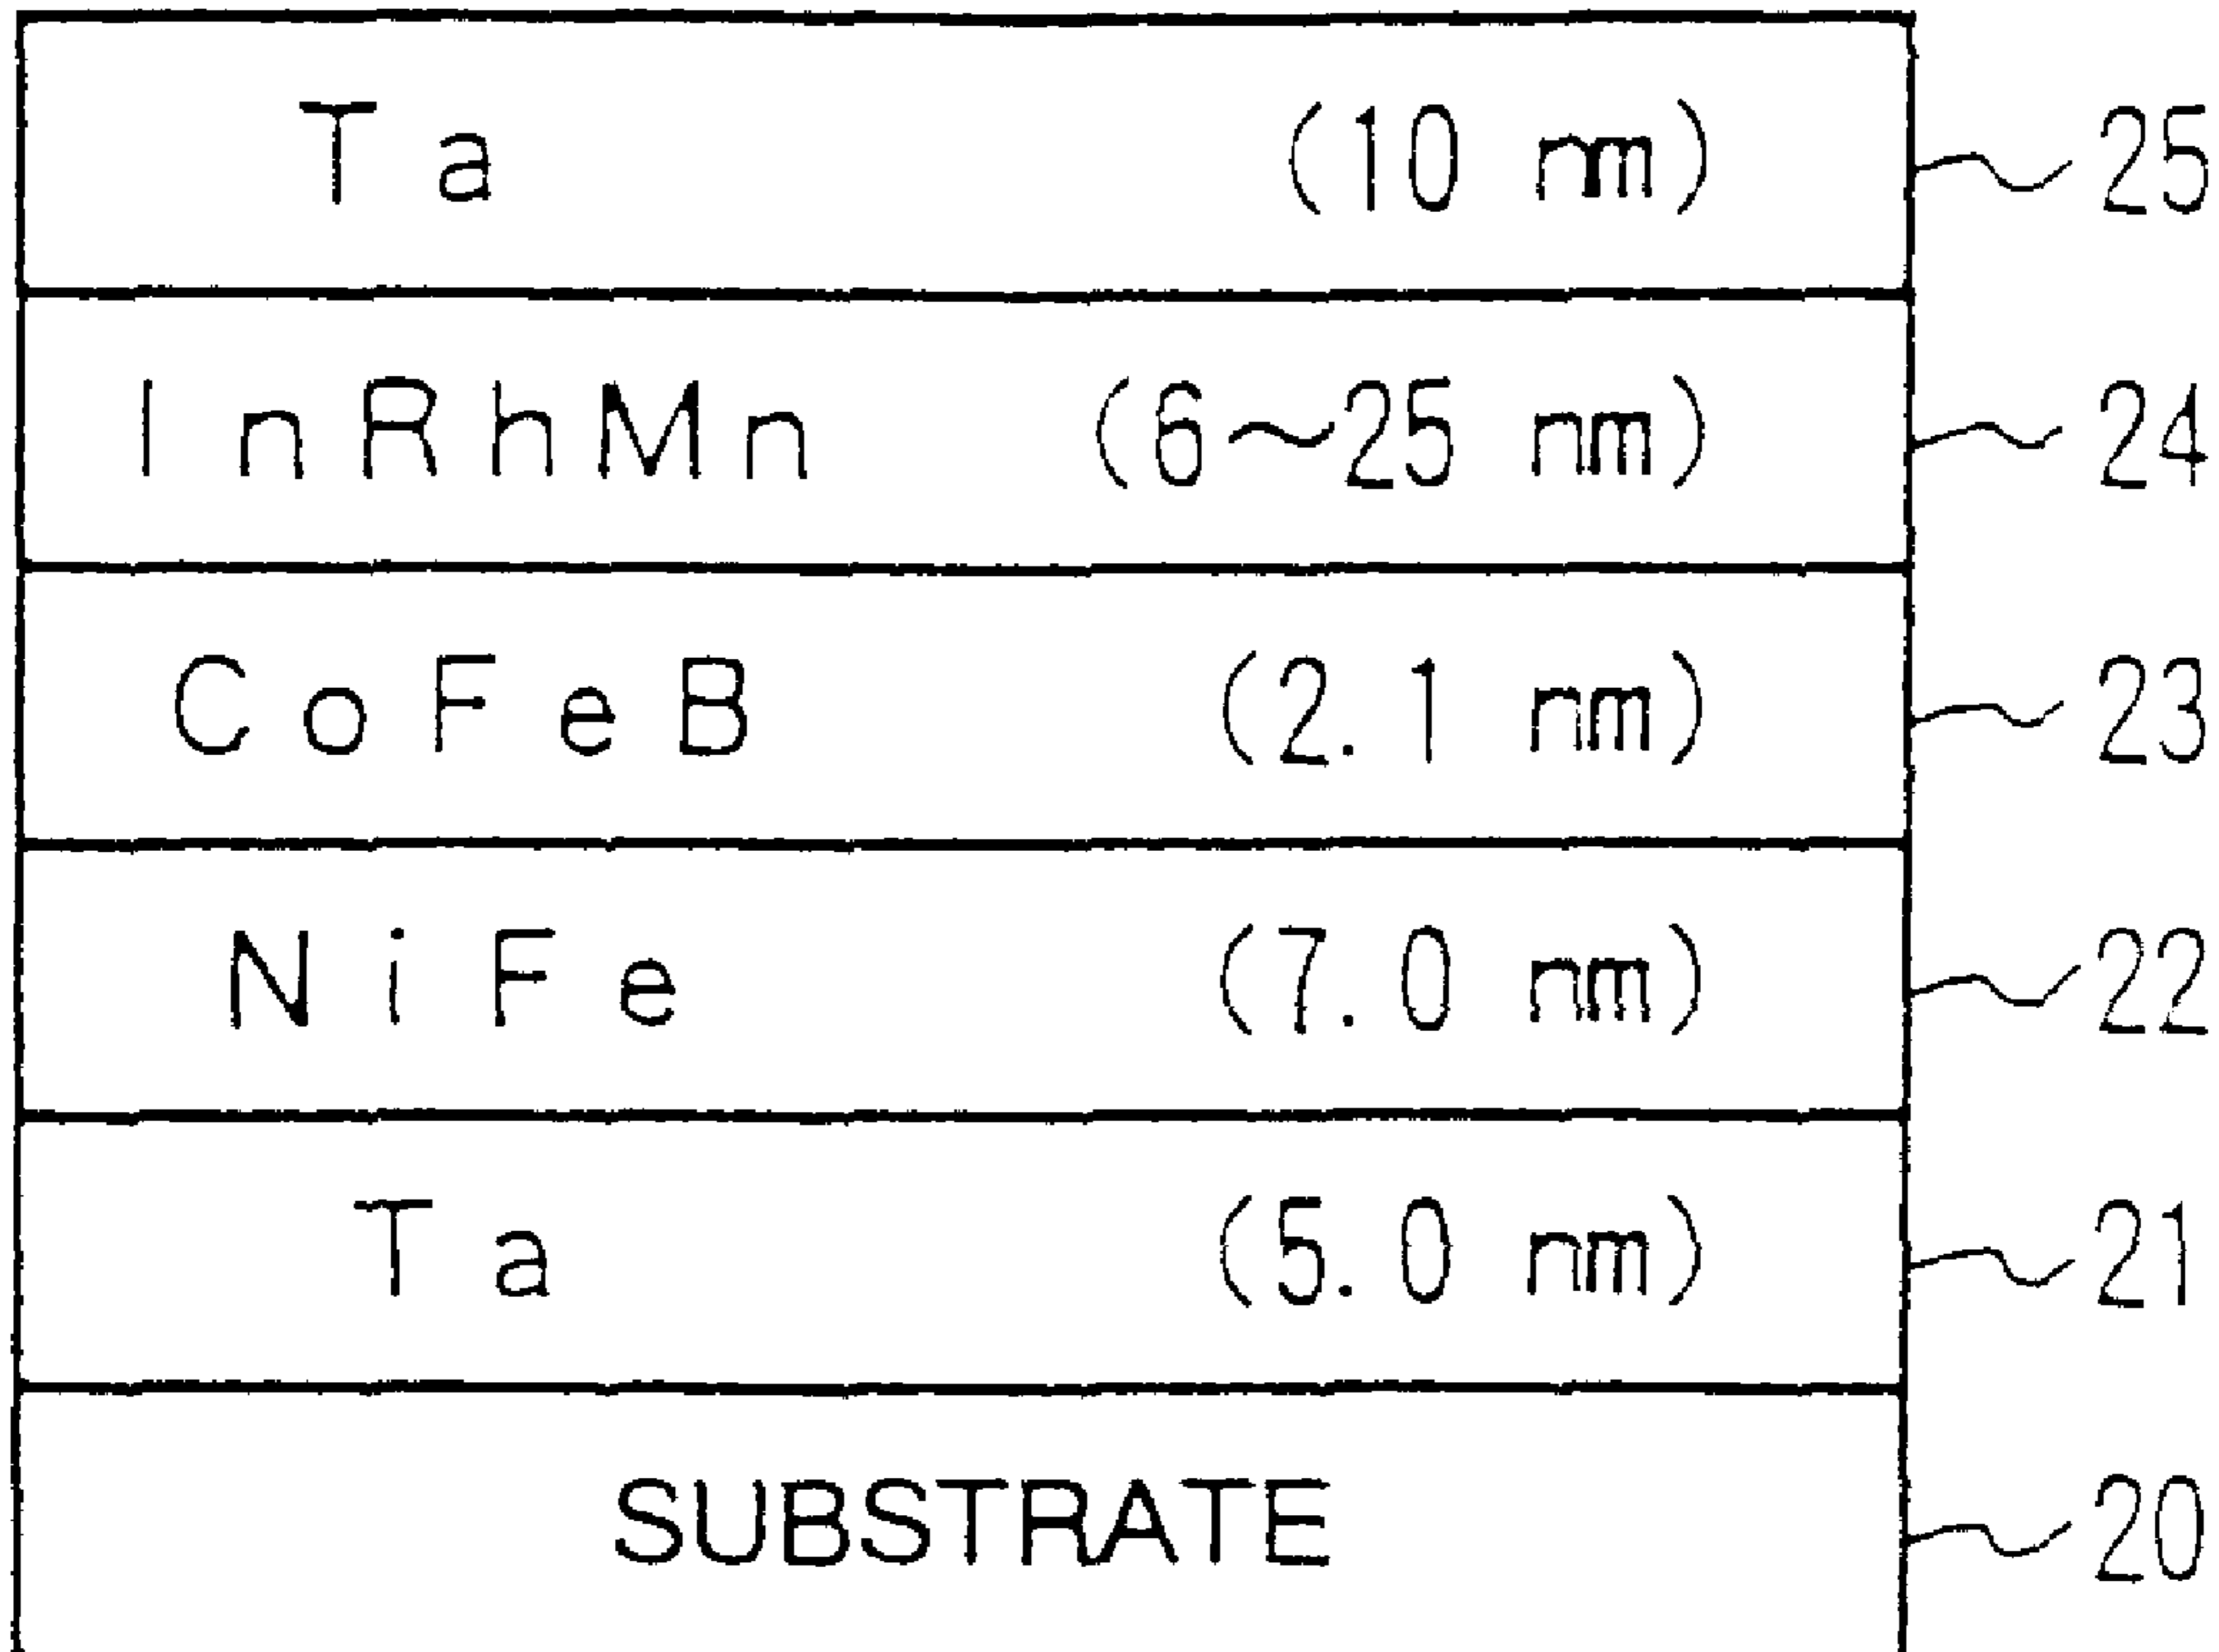 Ta (10 nm) 25
InRhMn (6~25 nm) 24
CoFeB (2.1 nm) 23
NiFe (7.0 nm) 22
Ta (5.0 nm) 21
SUBSTRATE 20